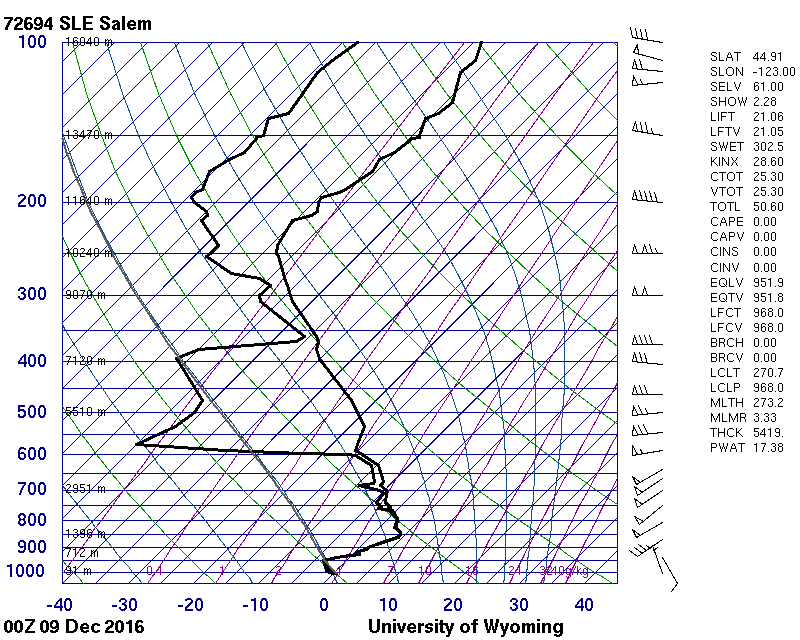 72694 SLE Salem
100 16040 m
13470 m
200 11640 m
10240 m
300 9070 m
400 7120 m
500 5510 m
600
700 2951 m
800
1396 m
900
712 m
1000 91 m
0.4 1 2 4 7 10 16 24 32 40g/kg
-40 -30 -20 -10 0 10 20 30 40
00Z 09 Dec 2016 University of Wyoming
SLAT 44.91
SLON -123.00
SELV 61.00
SHOW 2.28
LIFT 21.06
LFTV 21.05
SWET 302.5
KINX 28.60
CTOT 25.30
VTOT 25.30
TOTL 50.60
CAPE 0.00
CAPV 0.00
CINS 0.00
CINV 0.00
EQLV 951.9
EQTV 951.8
LFCT 968.0
LFCV 968.0
BRCH 0.00
BRCV 0.00
LCLT 270.7
LCLP 968.0
MLTH 273.2
MLMR 3.33
THCK 5419.
PWAT 17.38